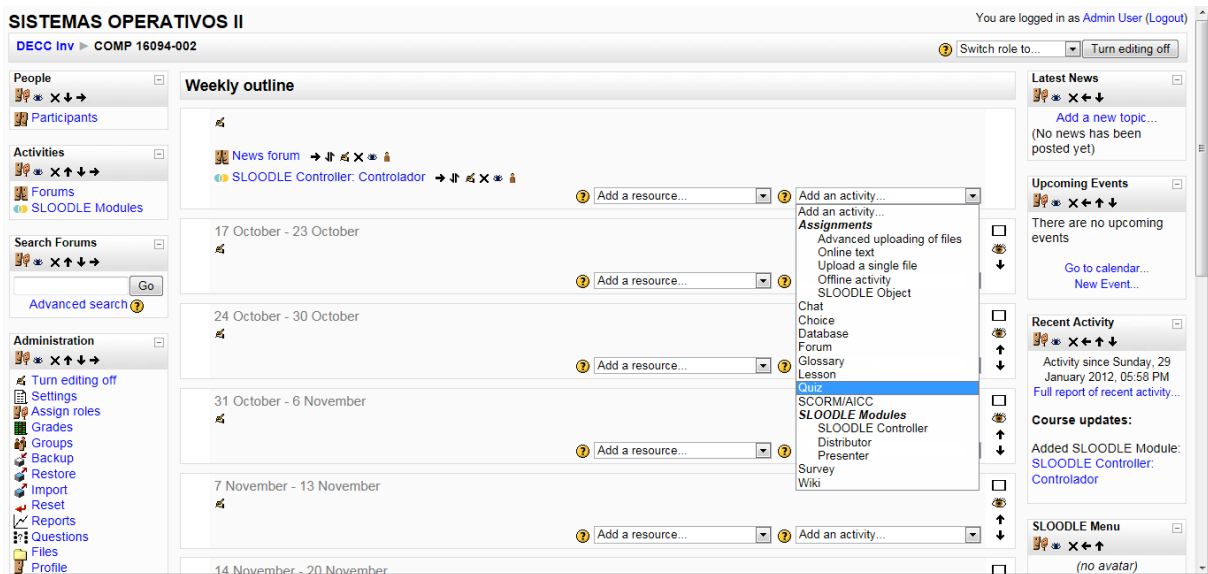 SISTEMAS OPERATIVOS II
You are logged in as Admin User (Logout)
DECC Inv ► COMP 16094-002
Switch role to...
Turn editing off
People
Participants
Activities
Forums
SLOODLE Modules
Search Forums
Go
Advanced search
Administration
Turn editing off
Settings
Assign roles
Grades
Groups
Backup
Restore
Import
Reset
Reports
Questions
Files
Profile
Weekly outline
News forum
SLOODLE Controller: Controlador
Add a resource...
Add an activity...
Add an activity...
Assignments
Advanced uploading of files
Online text
Upload a single file
Offline activity
SLOODLE Object
Chat
Choice
Database
Forum
Glossary
Lesson
Quiz
SCORM/AICC
SLOODLE Modules
SLOODLE Controller
Distributor
Presenter
Survey
Wiki
17 October - 23 October
Add a resource...
24 October - 30 October
Add a resource...
31 October - 6 November
Add a resource...
7 November - 13 November
Add a resource...
Add an activity...
14 November - 20 November
Latest News
Add a new topic...
(No news has been
posted yet)
Upcoming Events
There are no upcoming
events
Go to calendar...
New Event...
Recent Activity
Activity since Sunday, 29
January 2012, 05:58 PM
Full report of recent activity...
Course updates:
Added SLOODLE Module:
SLOODLE Controller:
Controlador
SLOODLE Menu
(no avatar)